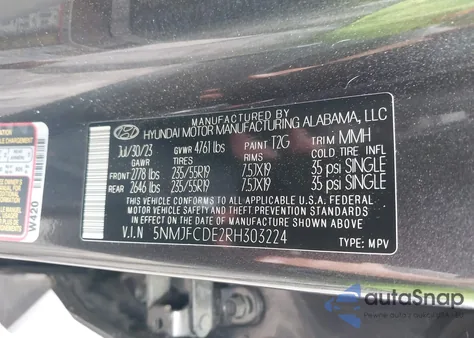 MANUFACTURED BY
HYUNDAI MOTOR MANUFACTURING ALABAMA, LLC
Jul/30/23 GVWR 4761 lbs PAINT T2G TRIM MMH
GAWR TIRES RIMS COLD TIRE INFL
FRONT 2778 lbs 235/55R19 7.5JX19 35 psi SINGLE
REAR 2646 lbs 235/55R19 7.5JX19 35 psi SINGLE
THIS VEHICLE CONFORMS TO ALL APPLICABLE U.S.A. FEDERAL
MOTOR VEHICLE SAFETY STANDARDS IN EFFECT ON THE DATE OF
MANUFACTURE SHOWN ABOVE.
V.I.N 5NMJFCDE2RH303224 TYPE: MPV
W420
autoSnap